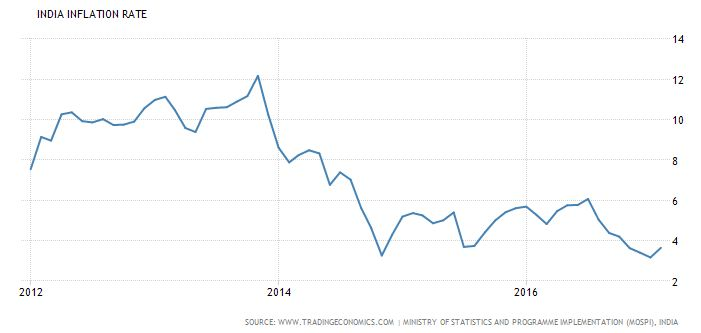 INDIA INFLATION RATE
14
12
10
8
6
4
2
2012 2014 2016
SOURCE: WWW.TRADINGECONOMICS.COM | MINISTRY OF STATISTICS AND PROGRAMME IMPLEMENTATION (MOSPI), INDIA